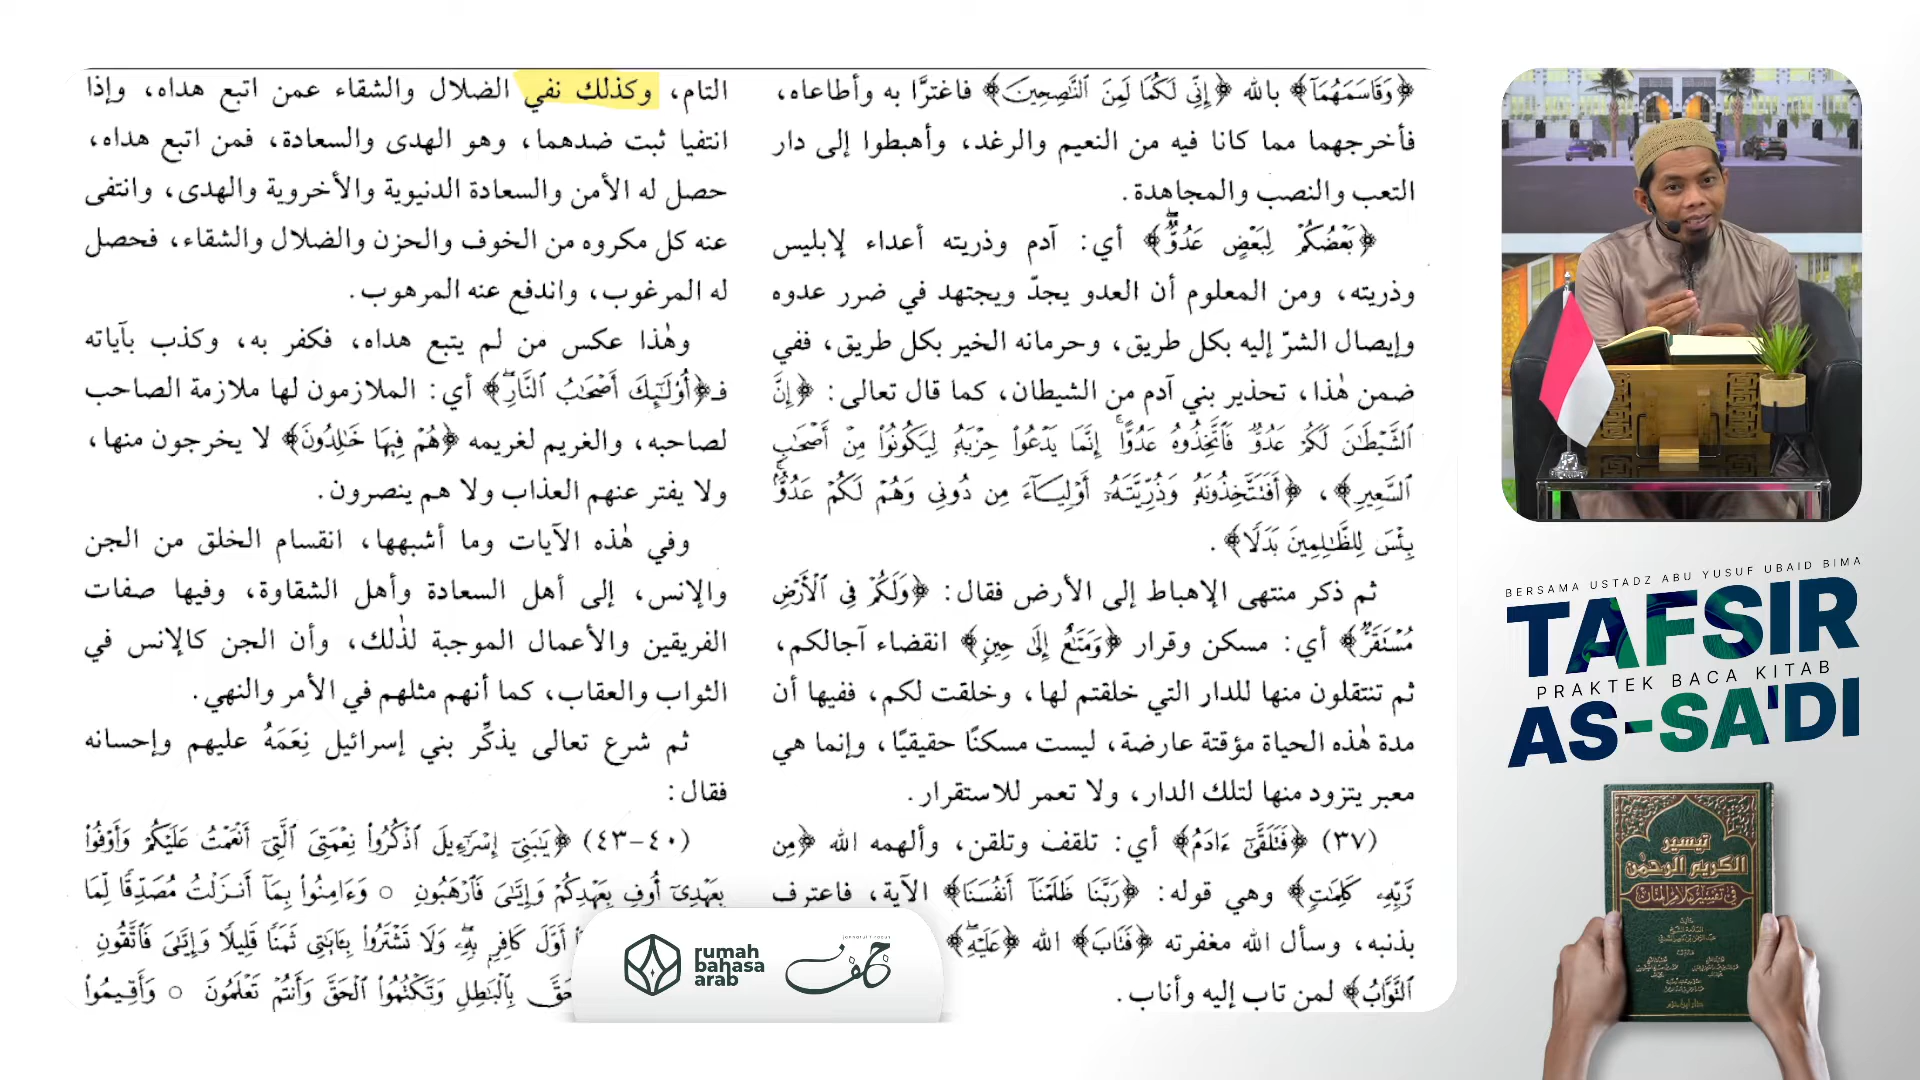 ﴿وَقَاسَمَهُمَآ﴾ بالله ﴿إِنِّي لَكُمَا لَمِنَ ٱلنَّٰصِحِينَ﴾ فاغترَّا به وأطاعاه،
فأخرجهما مما كانا فيه من النعيم والرغد، وأهبطوا إلى دار
التعب والنصب والمجاهدة.
﴿بَعْضُكُمْ لِبَعْضٍ عَدُوٌّۖ﴾ أي: آدم وذريته أعداء لإبليس
وذريته، ومن المعلوم أن العدو يجدّ ويجتهد في ضرر عدوه
وإيصال الشرّ إليه بكل طريق، وحرمانه الخير بكل طريق، ففي
ضمن هٰذا، تحذير بني آدم من الشيطان، كما قال تعالى: ﴿إِنَّ
ٱلشَّيْطَٰنَ لَكُمْ عَدُوٌّ فَٱتَّخِذُوهُ عَدُوًّاۚ إِنَّمَا يَدْعُوا۟ حِزْبَهُۥ لِيَكُونُوا۟ مِنْ أَصْحَٰبِ
ٱلسَّعِيرِ﴾، ﴿أَفَتَتَّخِذُونَهُۥ وَذُرِّيَّتَهُۥٓ أَوْلِيَآءَ مِن دُونِى وَهُمْ لَكُمْ عَدُوٌّۚ
بِئْسَ لِلظَّٰلِمِينَ بَدَلًا﴾.
ثم ذكر منتهى الإهباط إلى الأرض فقال: ﴿وَلَكُمْ فِى ٱلْأَرْضِ
مُسْتَقَرٌّ﴾ أي: مسكن وقرار ﴿وَمَتَٰعٌ إِلَىٰ حِينٍ﴾ انقضاء آجالكم،
ثم تنتقلون منها للدار التي خلقتم لها، وخلقت لكم، ففيها أن
مدة هٰذه الحياة مؤقتة عارضة، ليست مسكنًا حقيقيًا، وإنما هي
معبر يتزود منها لتلك الدار، ولا تعمر للاستقرار.
(٣٧) ﴿فَتَلَقَّىٰٓ ءَادَمُ﴾ أي: تلقف وتلقن، وألهمه الله ﴿مِن
رَّبِّهِۦ كَلِمَٰتٍ﴾ وهي قوله: ﴿رَبَّنَا ظَلَمْنَآ أَنفُسَنَا﴾ الآية، فاعترف
بذنبه، وسأل الله مغفرته ﴿فَتَابَ﴾ الله ﴿عَلَيْهِۚ﴾
ٱلتَّوَّابُ﴾ لمن تاب إليه وأناب.
التام، وكذلك نفي الضلال والشقاء عمن اتبع هداه، وإذا
انتفيا ثبت ضدهما، وهو الهدى والسعادة، فمن اتبع هداه،
حصل له الأمن والسعادة الدنيوية والأخروية والهدى، وانتفى
عنه كل مكروه من الخوف والحزن والضلال والشقاء، فحصل
له المرغوب، واندفع عنه المرهوب.
وهٰذا عكس من لم يتبع هداه، فكفر به، وكذب بآياته
فـ﴿أُو۟لَٰٓئِكَ أَصْحَٰبُ ٱلنَّارِۖ﴾ أي: الملازمون لها ملازمة الصاحب
لصاحبه، والغريم لغريمه ﴿هُمْ فِيهَا خَٰلِدُونَ﴾ لا يخرجون منها،
ولا يفتر عنهم العذاب ولا هم ينصرون.
وفي هٰذه الآيات وما أشبهها، انقسام الخلق من الجن
والإنس، إلى أهل السعادة وأهل الشقاوة، وفيها صفات
الفريقين والأعمال الموجبة لذٰلك، وأن الجن كالإنس في
الثواب والعقاب، كما أنهم مثلهم في الأمر والنهي.
ثم شرع تعالى يذكِّر بني إسرائيل نِعَمَهُ عليهم وإحسانه
فقال:
(٤٠-٤٣) ﴿يَٰبَنِىٓ إِسْرَٰٓءِيلَ ٱذْكُرُوا۟ نِعْمَتِىَ ٱلَّتِىٓ أَنْعَمْتُ عَلَيْكُمْ وَأَوْفُوا۟
بِعَهْدِىٓ أُوفِ بِعَهْدِكُمْ وَإِيَّٰىَ فَٱرْهَبُونِ ○ وَءَامِنُوا۟ بِمَآ أَنزَلْتُ مُصَدِّقًا لِّمَا
أَوَّلَ كَافِرٍۭ بِهِۦۖ وَلَا تَشْتَرُوا۟ بِـَٔايَٰتِى ثَمَنًا قَلِيلًا وَإِيَّٰىَ فَٱتَّقُونِ
بِٱلْبَٰطِلِ وَتَكْتُمُوا۟ ٱلْحَقَّ وَأَنتُمْ تَعْلَمُونَ ○ وَأَقِيمُوا۟
rumah
bahasa
arab
BERSAMA USTADZ ABU YUSUF UBAID BIMA
TAFSIR
PRAKTEK BACA KITAB
AS-SA'DI
تيسير
الكريم الرحمٰن
في تفسير كلام المنان